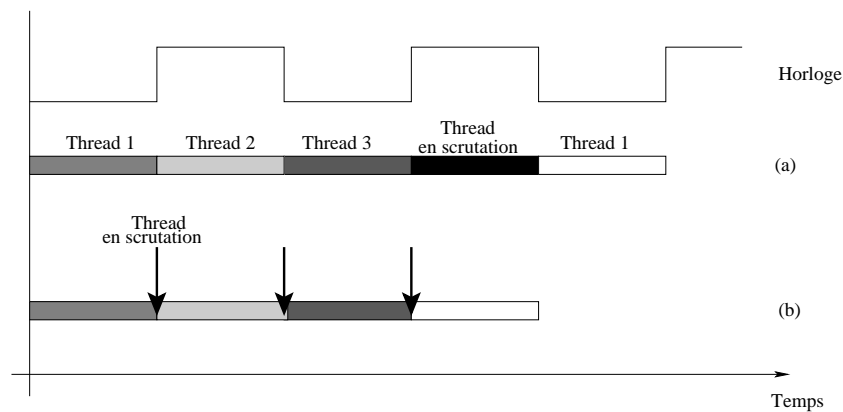 Horloge
Thread 1
Thread 2
Thread 3
Thread
en scrutation
Thread 1
(a)
Thread
en scrutation
(b)
Temps